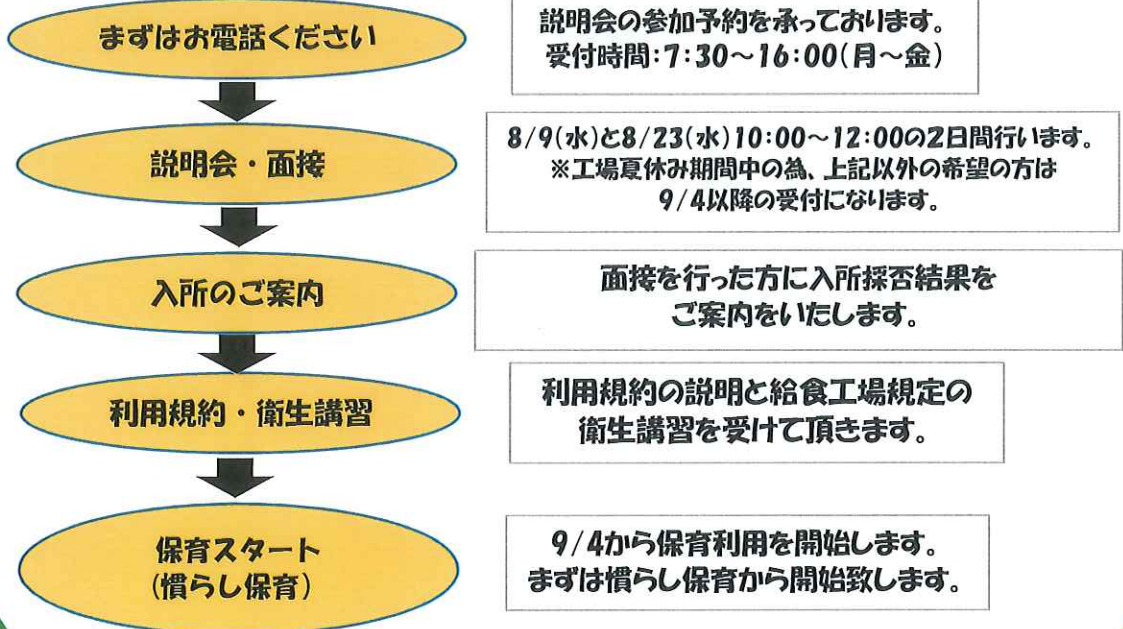 まずはお電話ください
説明会の参加予約を承っております。
受付時間:7:30～16:00(月～金)
説明会・面接
8/9(水)と8/23(水)10:00～12:00の2日間行います。
※工場夏休み期間中の為、上記以外の希望の方は
9/4以降の受付になります。
入所のご案内
面接を行った方に入所採否結果を
ご案内をいたします。
利用規約・衛生講習
利用規約の説明と給食工場規定の
衛生講習を受けて頂きます。
保育スタート
(慣らし保育)
9/4から保育利用を開始します。
まずは慣らし保育から開始致します。